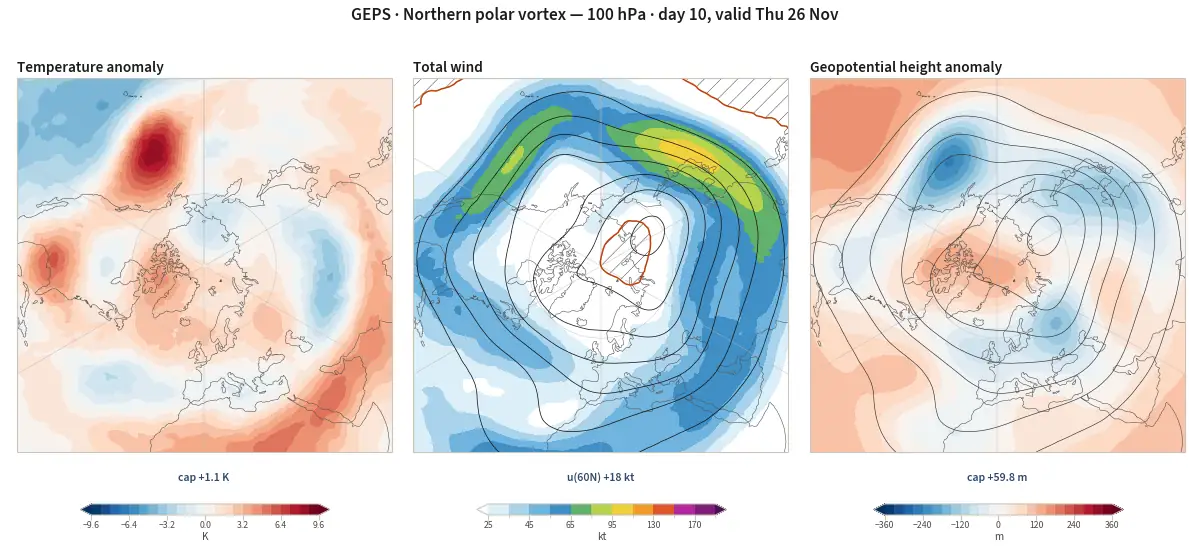 GEPS · Northern polar vortex — 100 hPa · day 10, valid Thu 26 Nov
Temperature anomaly
Total wind
Geopotential height anomaly
cap +1.1 K
u(60N) +18 kt
cap +59.8 m
−9.6 −6.4 −3.2 0.0 3.2 6.4 9.6
K
25 45 65 95 130 170
kt
−360 −240 −120 0 120 240 360
m